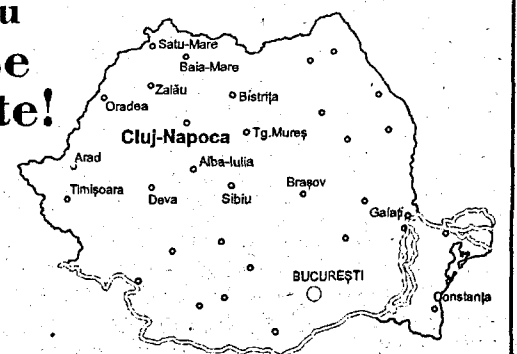 u
e
te!
Satu-Mare
Baia-Mare
Zalău
Oradea
Bistrița
Cluj-Napoca
Tg.Mureș
Arad
Alba-Iulia
Timișoara
Deva
Sibiu
Brașov
Galați
BUCUREȘTI
Constanța